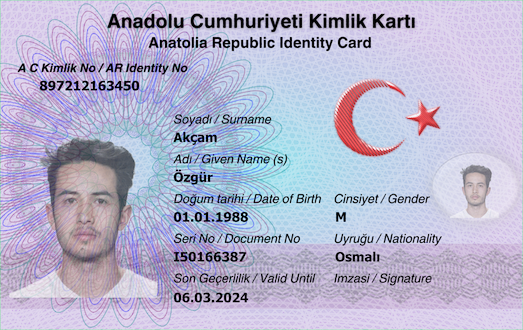 Anadolu Cumhuriyeti Kimlik Kartı
Anatolia Republic Identity Card
A C Kimlik No / AR Identity No
897212163450
Soyadı / Surname
Akçam
Adı / Given Name (s)
Özgür
Doğum tarihi / Date of Birth Cinsiyet / Gender
01.01.1988 M
Seri No / Document No Uyruğu / Nationality
I50166387 Osmalı
Son Geçerlilik / Valid Until Imzasi / Signature
06.03.2024